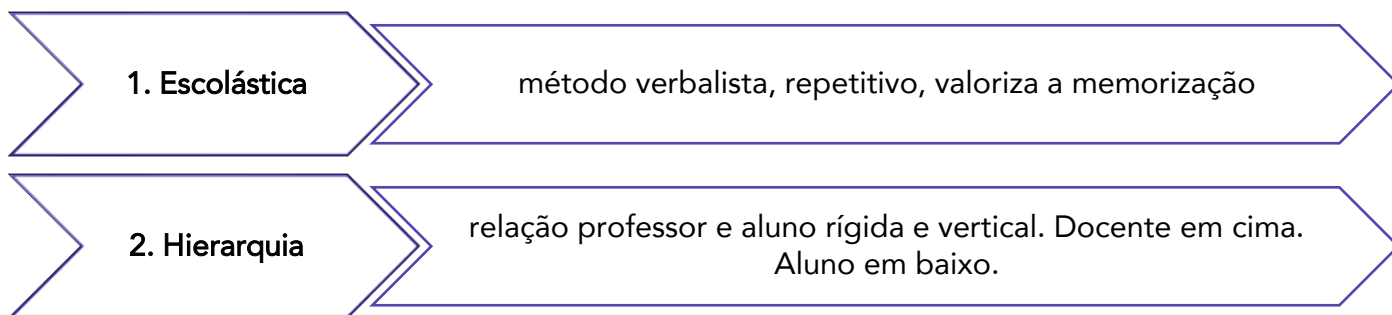 1. Escolástica
método verbalista, repetitivo, valoriza a memorização
2. Hierarquia
relação professor e aluno rígida e vertical. Docente em cima.
Aluno em baixo.